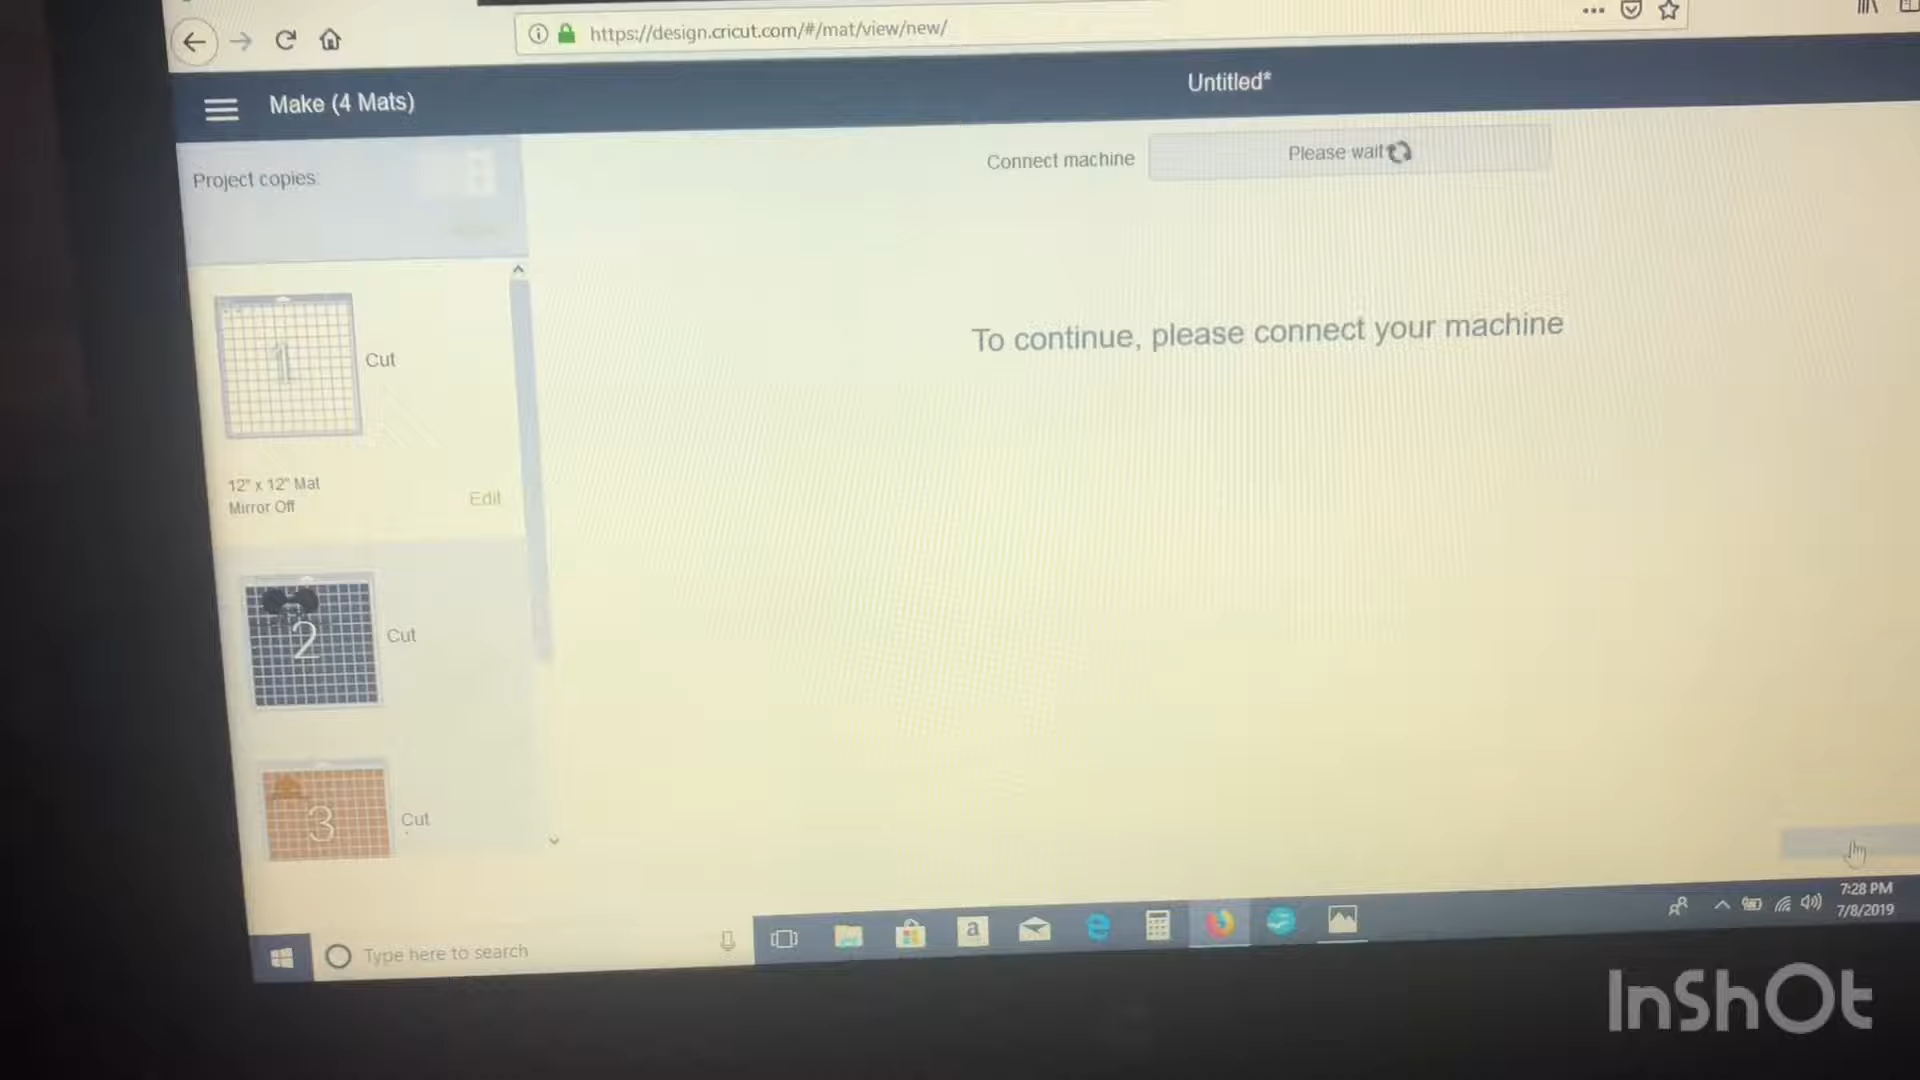 https://design.cricut.com/#/mat/view/new/
Make (4 Mats)
Untitled*
Project copies:
Connect machine
Please wait
To continue, please connect your machine
1
Cut
12" x 12" Mat
Mirror Off
Edit
2
Cut
3
Cut
Type here to search
a
7:28 PM
7/8/2019
InShOt